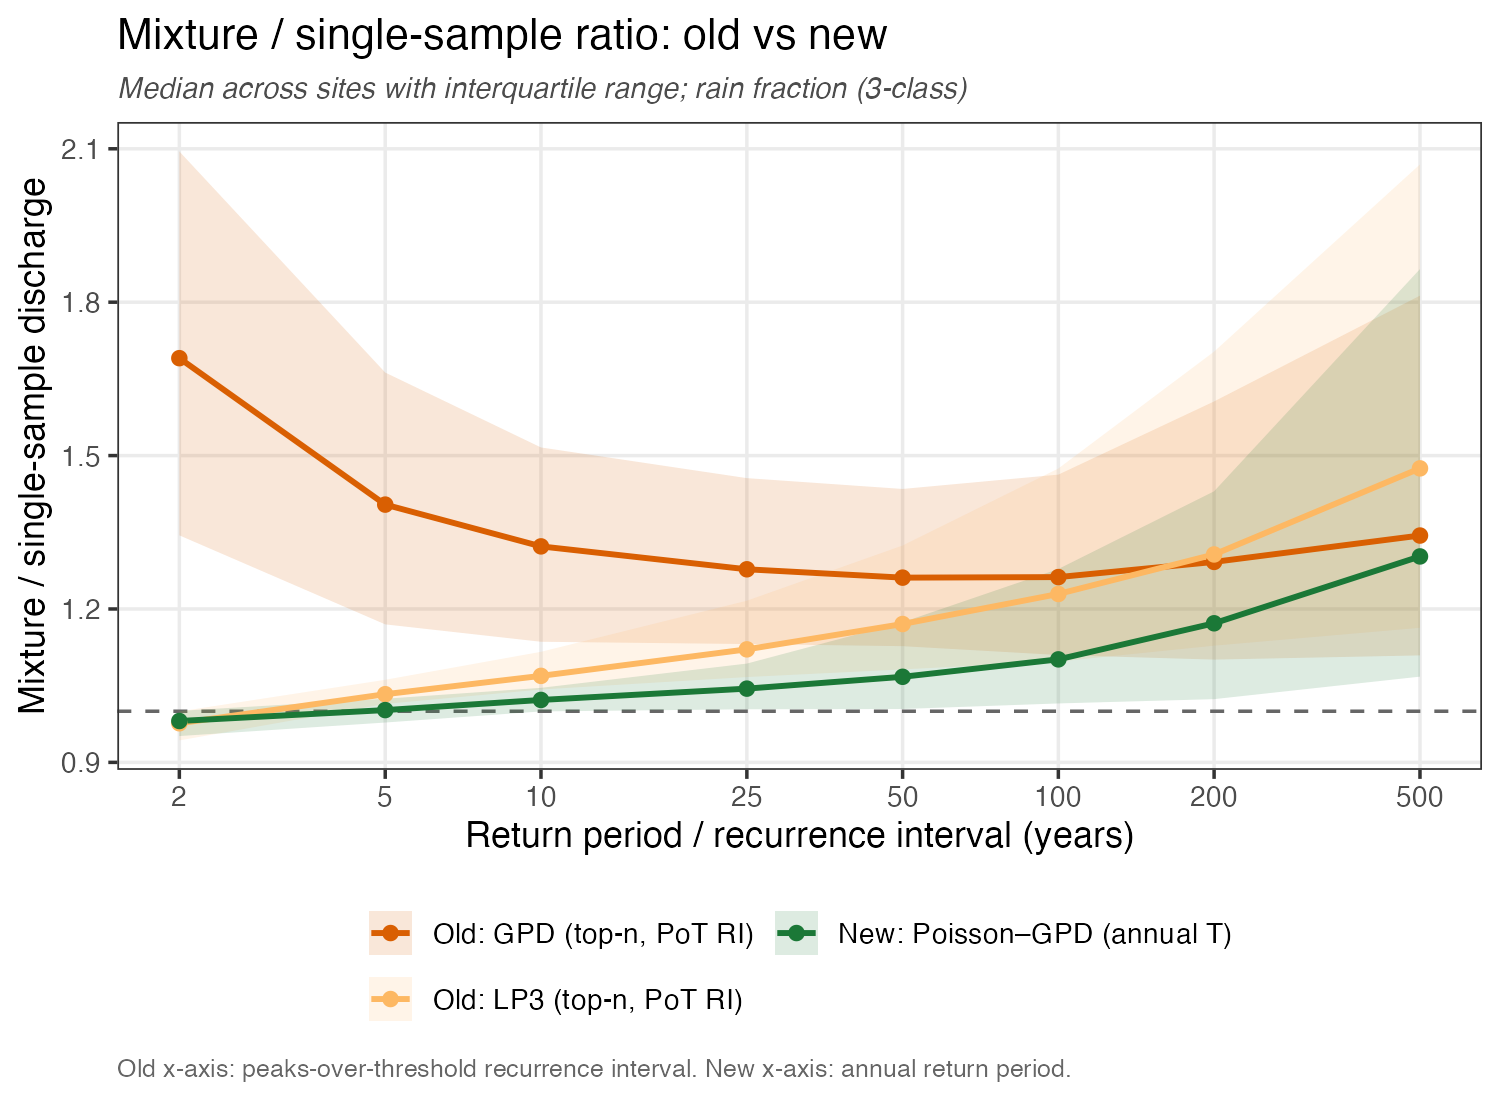 Mixture / single-sample ratio: old vs new
Median across sites with interquartile range; rain fraction (3-class)
Mixture / single-sample discharge
2.1
1.8
1.5
1.2
0.9
2 5 10 25 50 100 200 500
Return period / recurrence interval (years)
Old: GPD (top-n, PoT RI) New: Poisson–GPD (annual T)
Old: LP3 (top-n, PoT RI)
Old x-axis: peaks-over-threshold recurrence interval. New x-axis: annual return period.